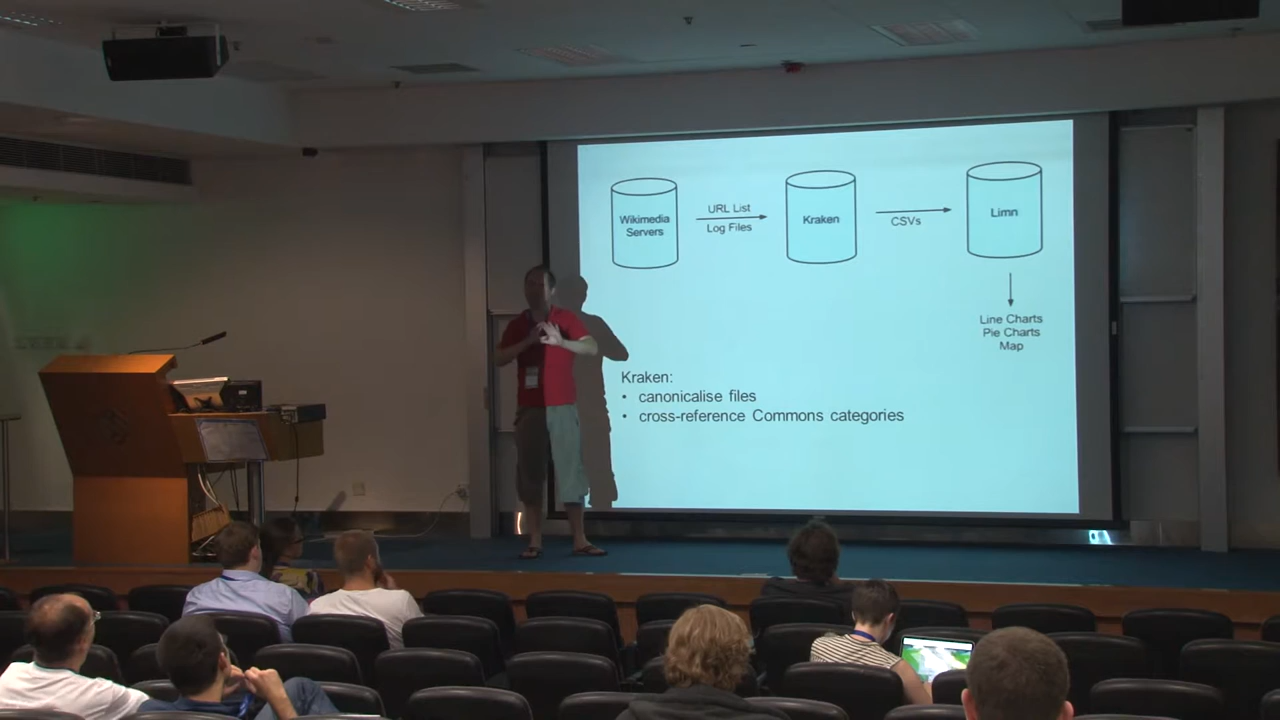 Wikimedia
Servers
URL List
Log Files
Kraken
CSVs
Limn
Line Charts
Pie Charts
Map
Kraken:
• canonicalise files
• cross-reference Commons categories